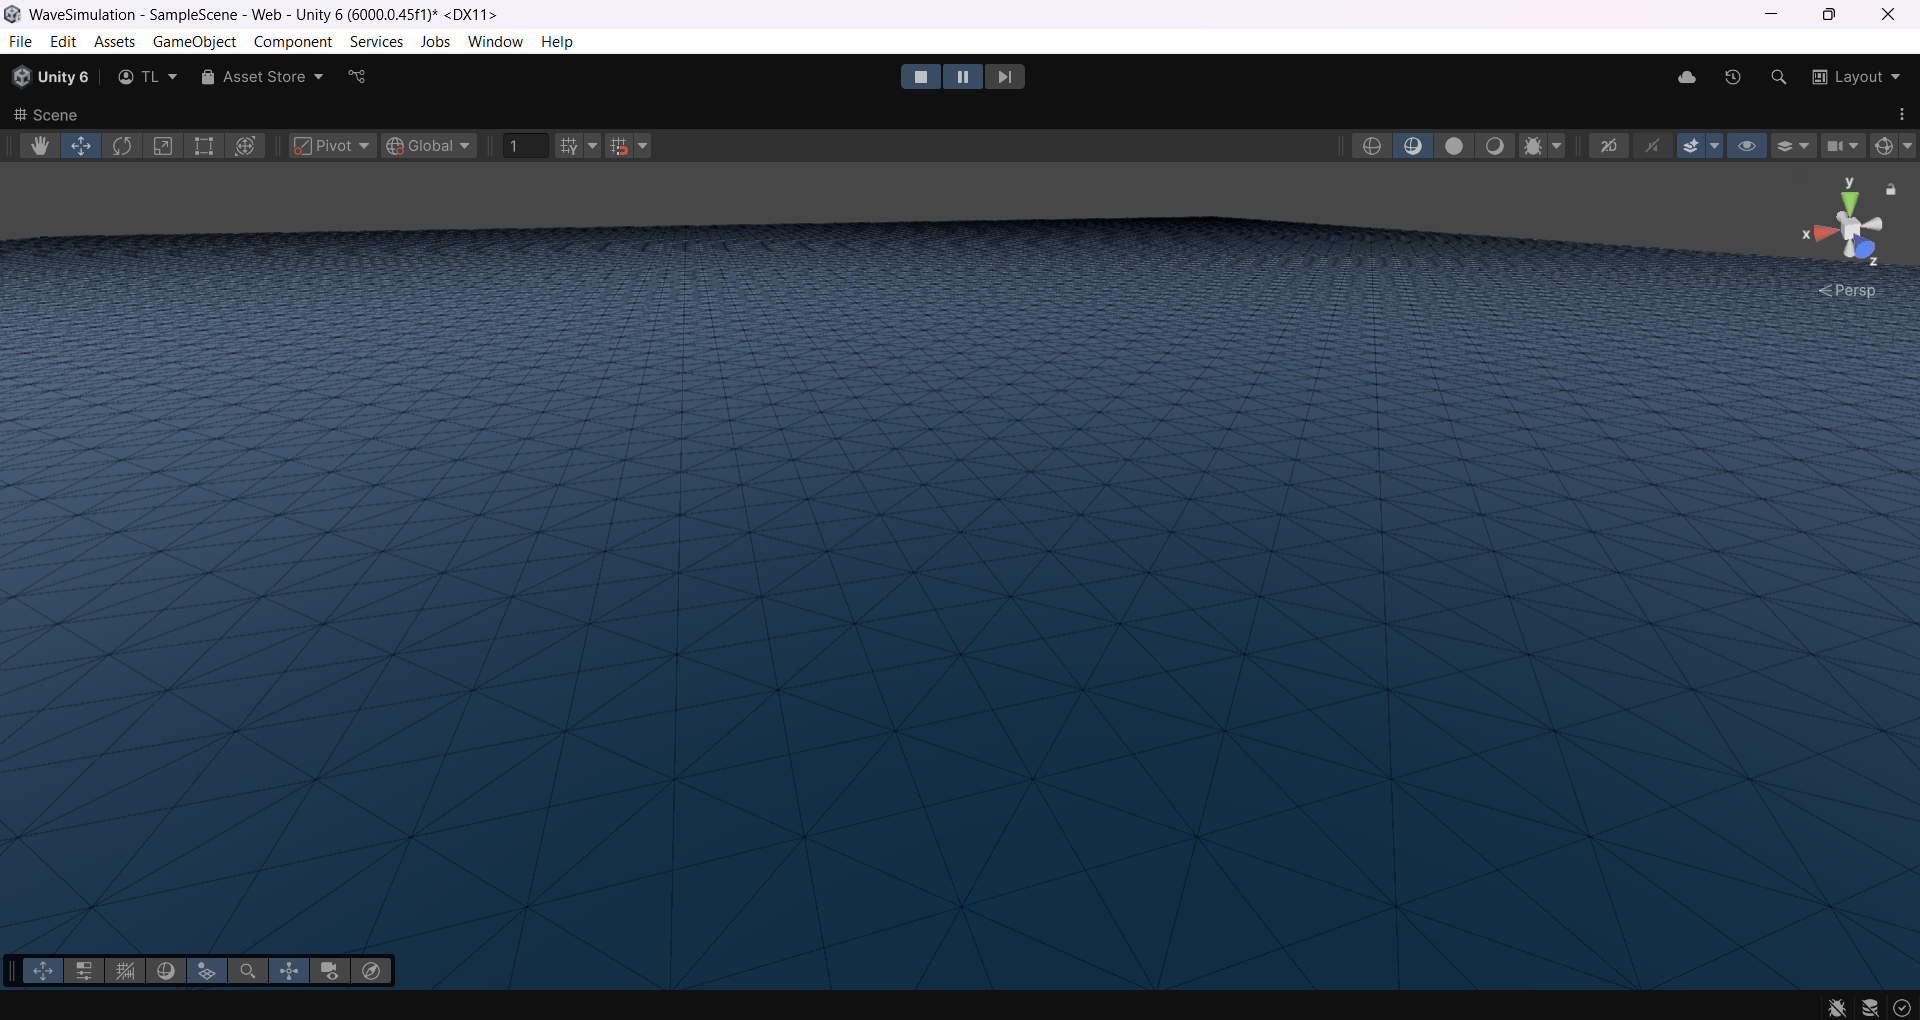 WaveSimulation - SampleScene - Web - Unity 6 (6000.0.45f1)* <DX11>
File Edit Assets GameObject Component Services Jobs Window Help
Unity 6 TL Asset Store Layout
Scene
Pivot Global 1 2D
y
x
z
Persp